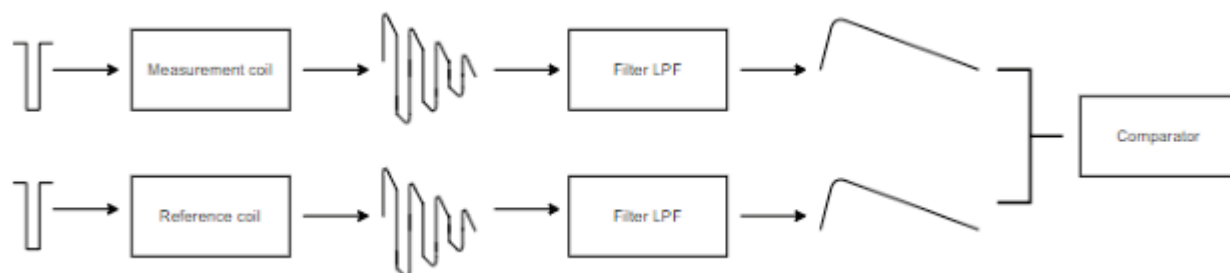 Measurement coil
Filter LPF
Comparator
Reference coil
Filter LPF